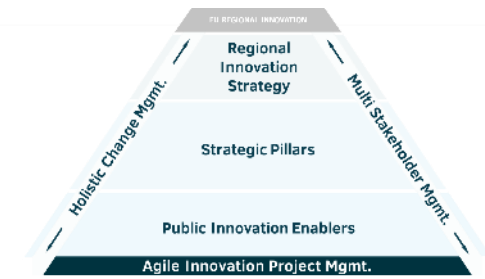 EU REGIONAL INNOVATION
Regional
Innovation
Strategy
Holistic Change Mgmt.
Multi Stakeholder Mgmt.
Strategic Pillars
Public Innovation Enablers
Agile Innovation Project Mgmt.